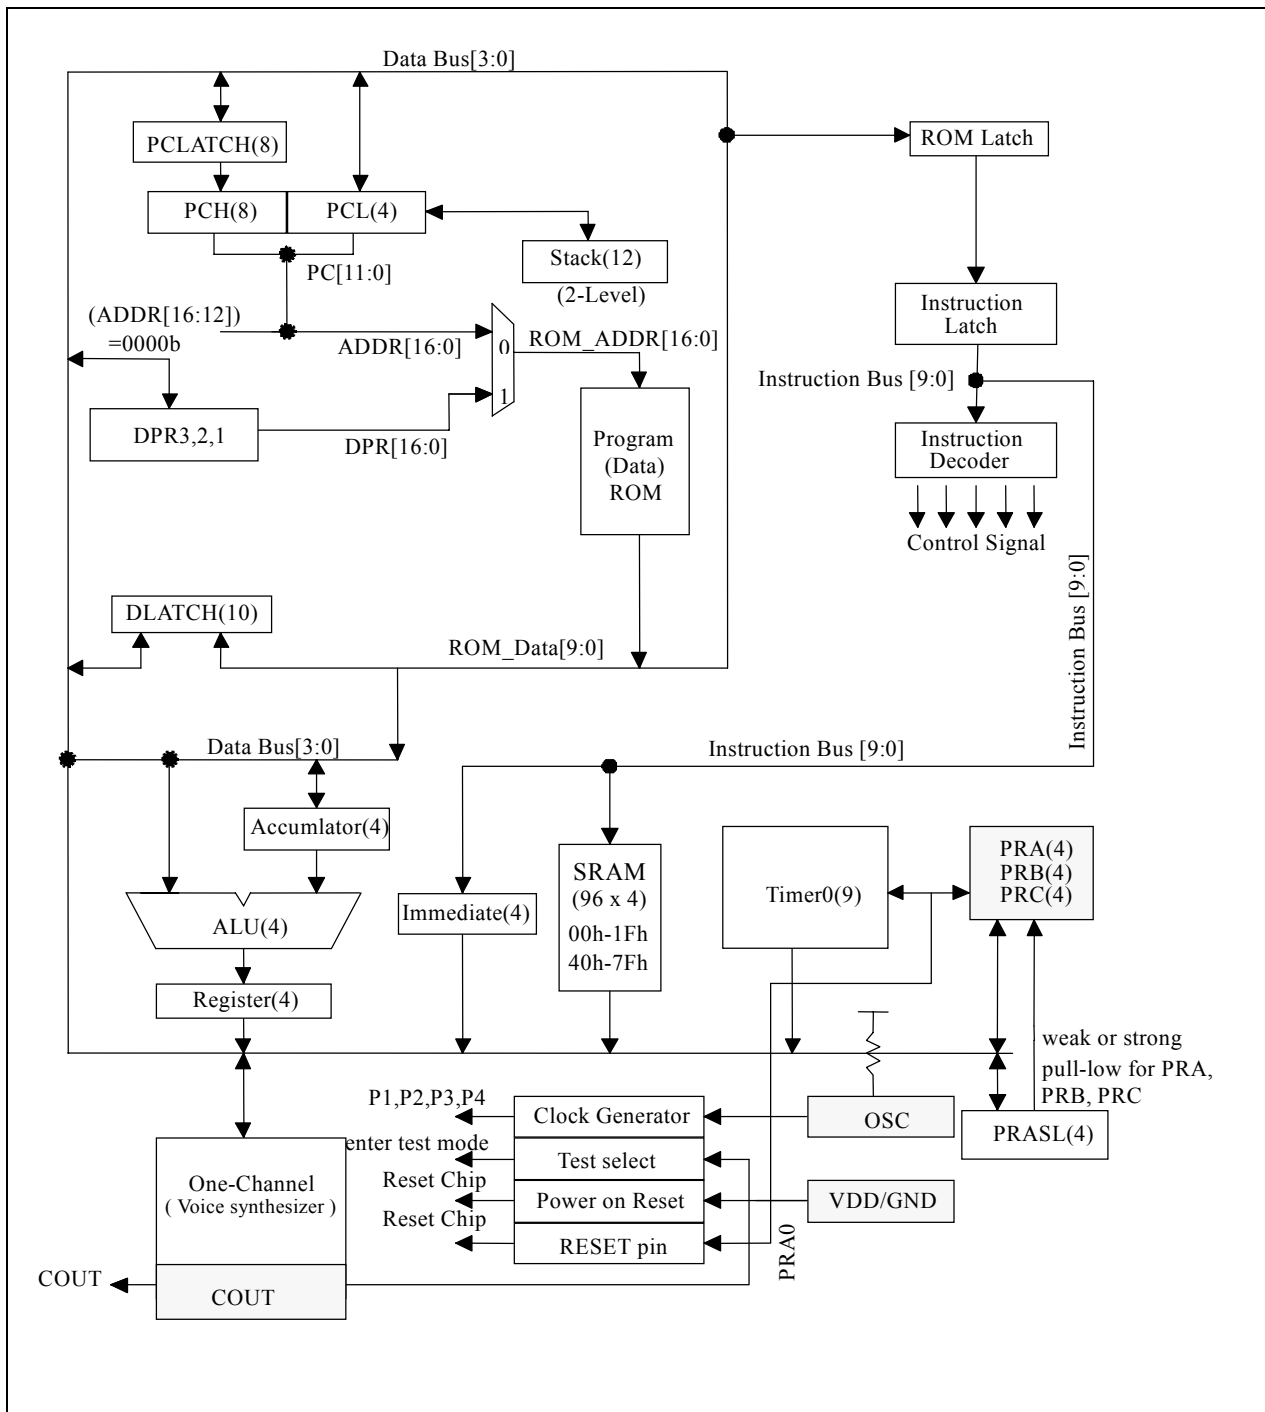 Data Bus[3:0]
PCLATCH(8)
ROM Latch
PCH(8)
PCL(4)
Stack(12)
(2-Level)
PC[11:0]
(ADDR[16:12])
=0000b
ADDR[16:0]
0
1
ROM_ADDR[16:0]
Instruction
Latch
Instruction Bus [9:0]
DPR3,2,1
DPR[16:0]
Program
(Data)
ROM
Instruction
Decoder
Control Signal
Instruction Bus [9:0]
DLATCH(10)
ROM_Data[9:0]
Data Bus[3:0]
Instruction Bus [9:0]
Accumlator(4)
ALU(4)
Register(4)
Immediate(4)
SRAM
(96 x 4)
00h-1Fh
40h-7Fh
Timer0(9)
PRA(4)
PRB(4)
PRC(4)
weak or strong
pull-low for PRA,
PRB, PRC
PRASL(4)
P1,P2,P3,P4
Clock Generator
OSC
enter test mode
Test select
Reset Chip
Power on Reset
VDD/GND
Reset Chip
RESET pin
PRA0
One-Channel
( Voice synthesizer )
COUT
COUT